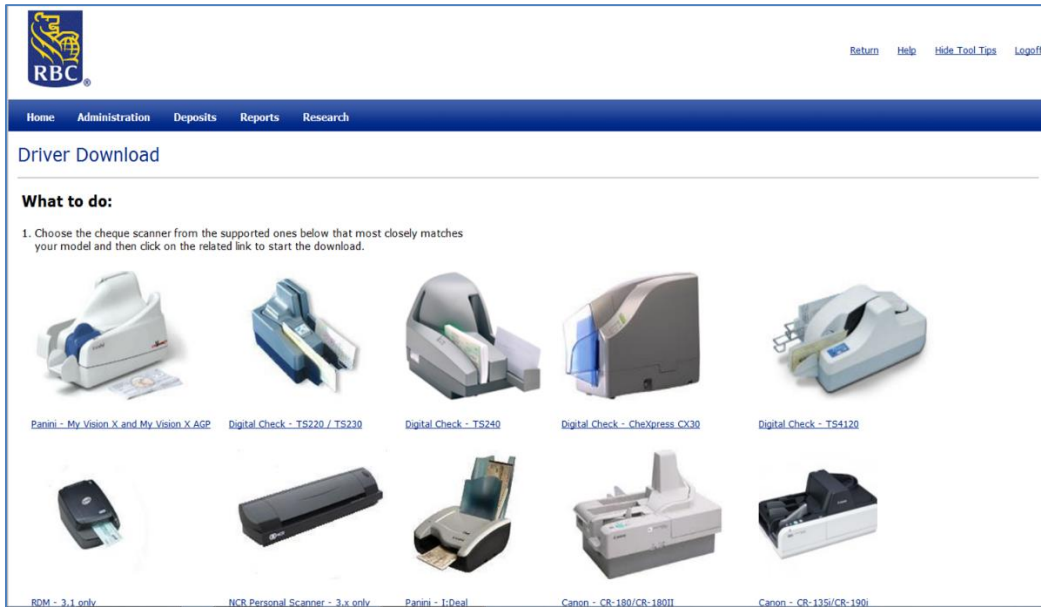 RBC®
Return Help Hide Tool Tips Logoff
Home Administration Deposits Reports Research
Driver Download
What to do:
1. Choose the cheque scanner from the supported ones below that most closely matches
your model and then click on the related link to start the download.
Panini - My Vision X and My Vision X AGP Digital Check - TS220 / TS230 Digital Check - TS240 Digital Check - CheXpress CX30 Digital Check - TS4120
NCR
RDM - 3.1 only NCR Personal Scanner - 3.x only Panini - I:Deal Canon - CR-180/CR-180II Canon - CR-135i/CR-190i